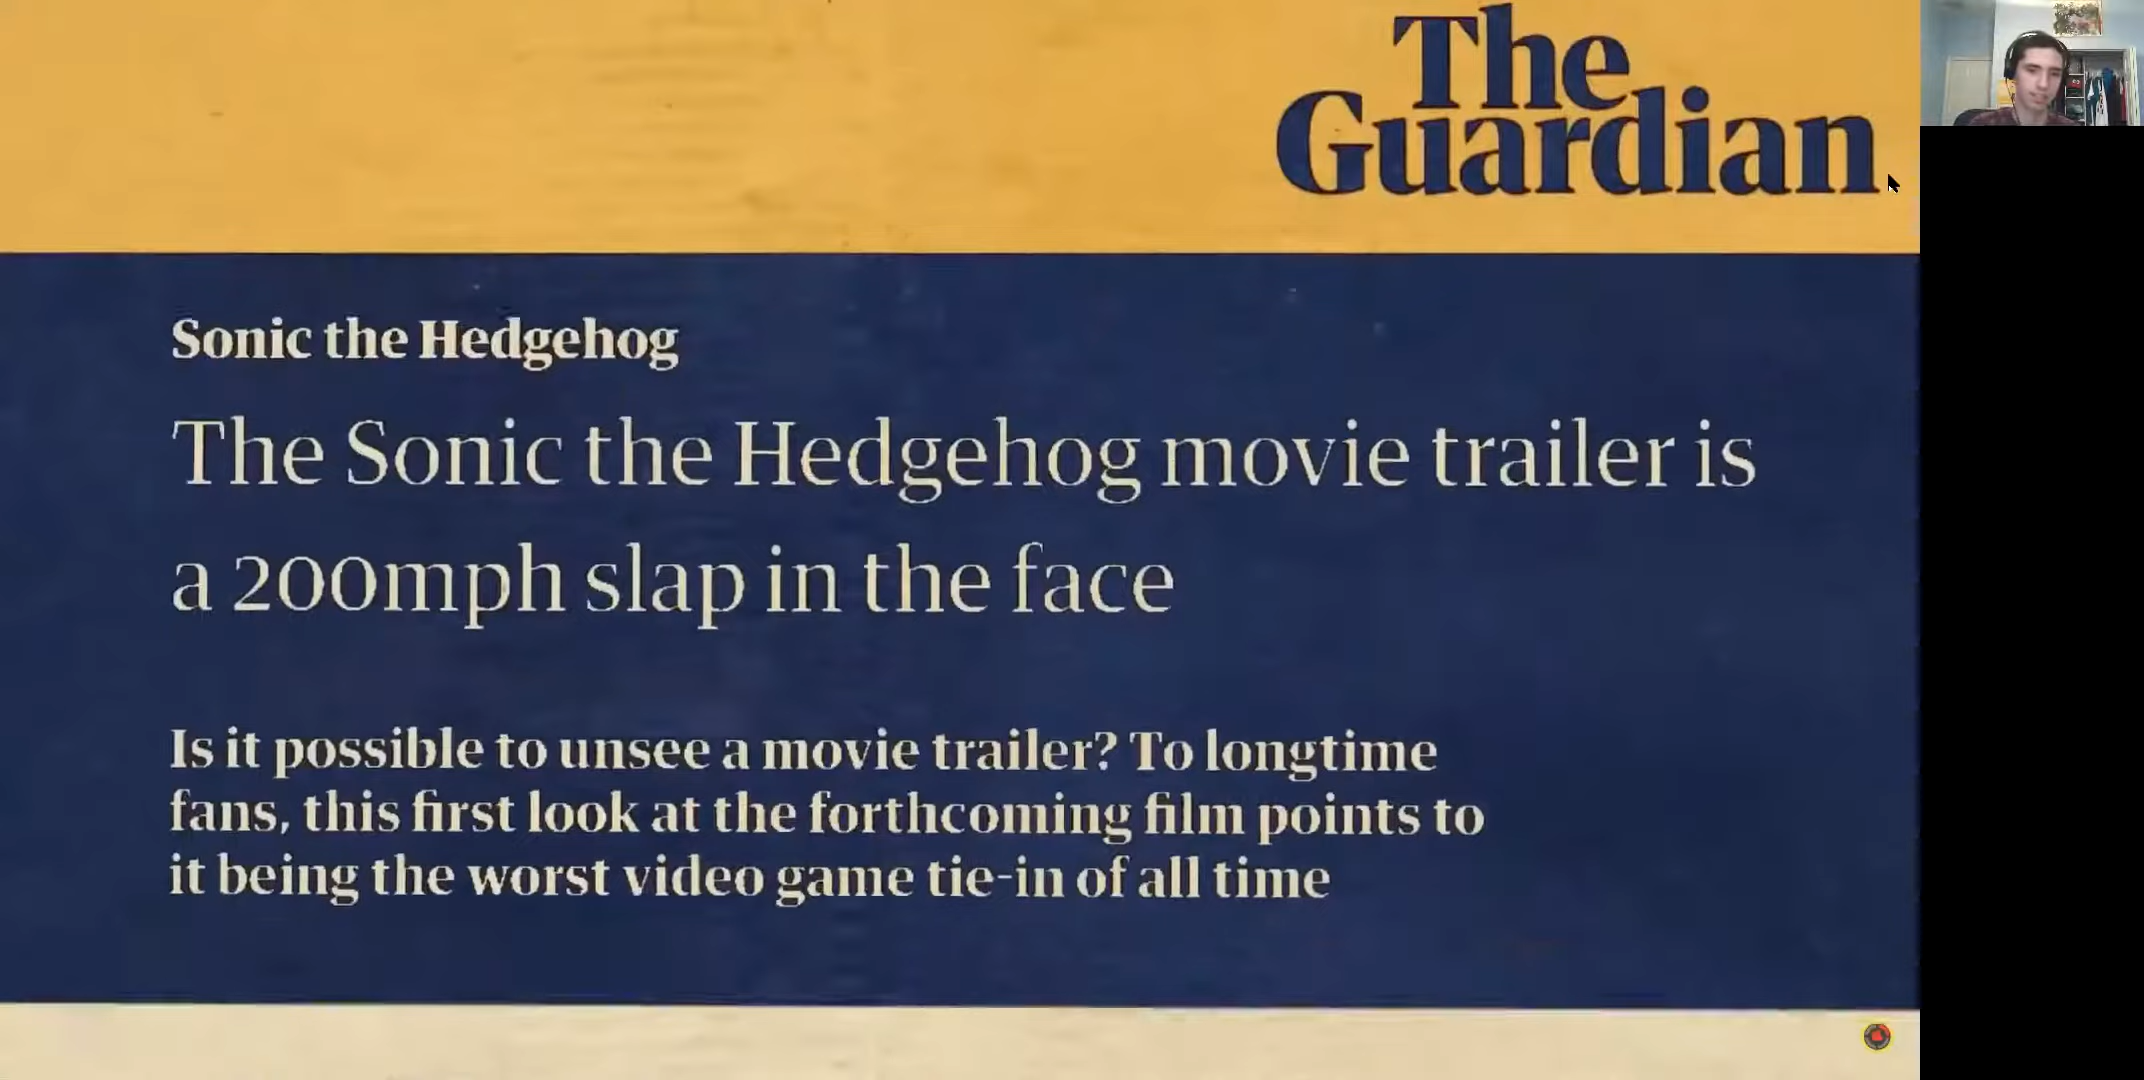 The
Guardian
Sonic the Hedgehog
The Sonic the Hedgehog movie trailer is
a 200mph slap in the face
Is it possible to unsee a movie trailer? To longtime
fans, this first look at the forthcoming film points to
it being the worst video game tie-in of all time